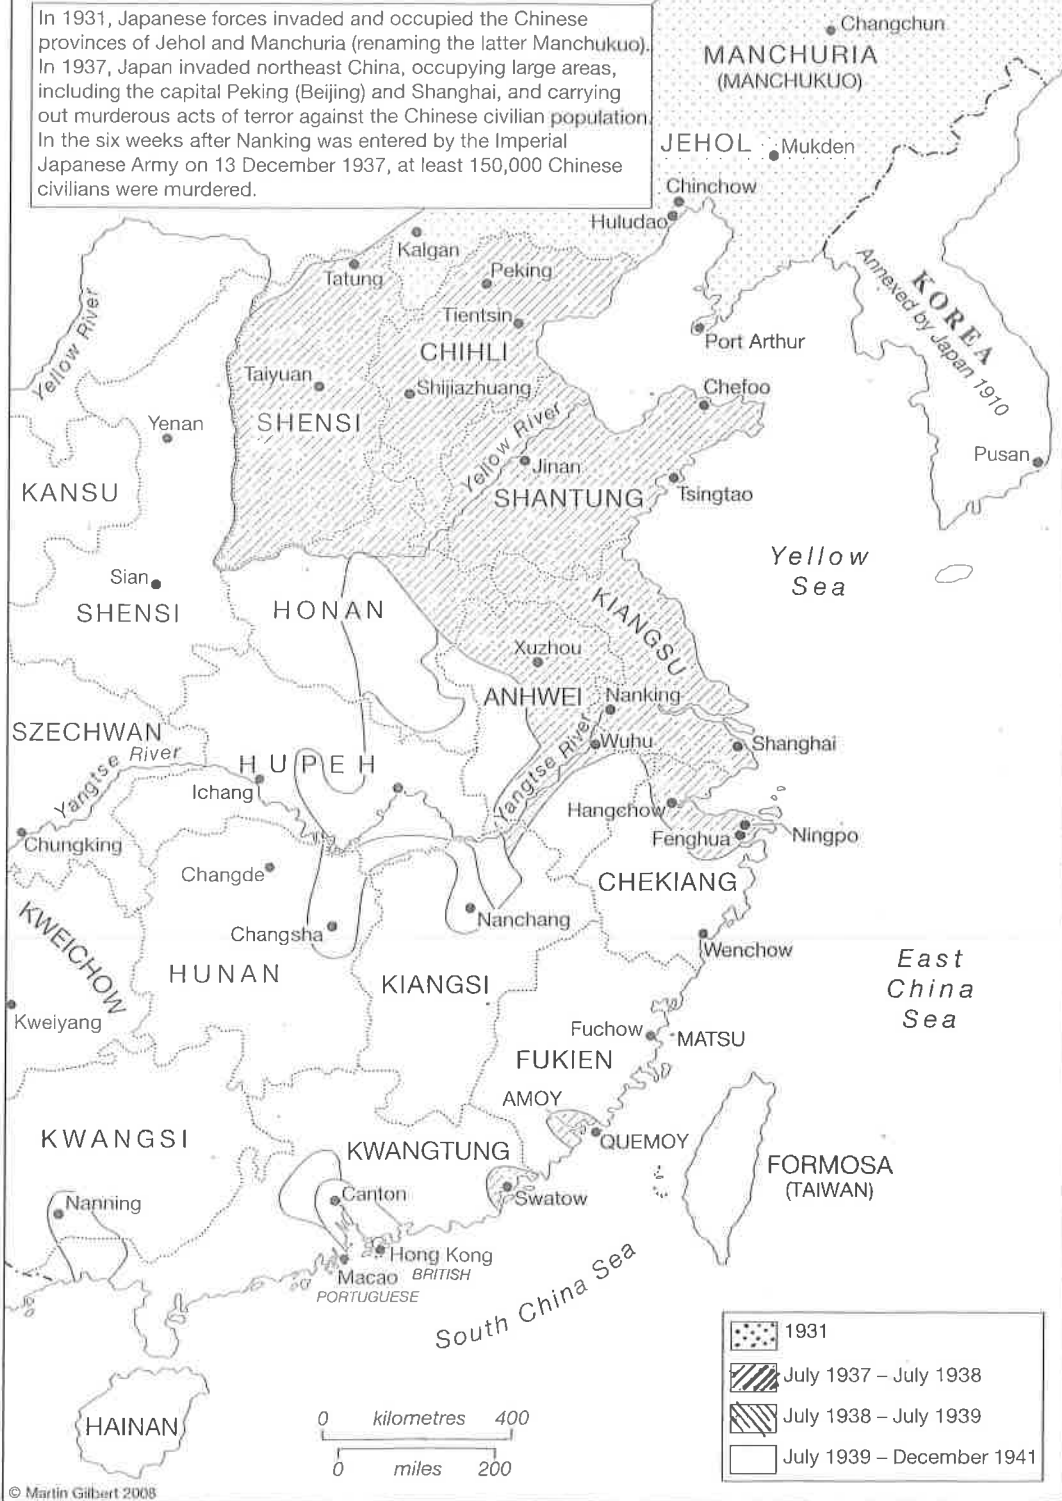 In 1931, Japanese forces invaded and occupied the Chinese
provinces of Jehol and Manchuria (renaming the latter Manchukuo).
In 1937, Japan invaded northeast China, occupying large areas,
including the capital Peking (Beijing) and Shanghai, and carrying
out murderous acts of terror against the Chinese civilian population.
In the six weeks after Nanking was entered by the Imperial
Japanese Army on 13 December 1937, at least 150,000 Chinese
civilians were murdered.
Changchun
MANCHURIA
(MANCHUKUO)
JEHOL
Mukden
Chinchow
Huludao
Kalgan
Tatung
Peking
Tientsin
CHIHLI
Port Arthur
KOREA
Annexed by Japan 1910
Yellow River
Taiyuan
Shijiazhuang
Chefoo
Yenan
SHENSI
Yellow River
Pusan
Jinan
KANSU
SHANTUNG
Tsingtao
Yellow
Sea
Sian
SHENSI
HONAN
KIANGSU
Xuzhou
ANHWEI
Nanking
SZECHWAN
Yangtse River
HUPEH
Yangtse River
Wuhu
Shanghai
Ichang
Hangchow
Chungking
Fenghua
Ningpo
Changde
CHEKIANG
KWEICHOW
Changsha
Nanchang
Wenchow
HUNAN
KIANGSI
East
China
Sea
Kweiyang
Fuchow
MATSU
FUKIEN
AMOY
KWANGSI
KWANGTUNG
QUEMOY
FORMOSA
(TAIWAN)
Nanning
Canton
Swatow
Hong Kong
BRITISH
Macao
PORTUGUESE
South China Sea
HAINAN
0 kilometres 400
0 miles 200
1931
July 1937 – July 1938
July 1938 – July 1939
July 1939 – December 1941
© Martin Gilbert 2008